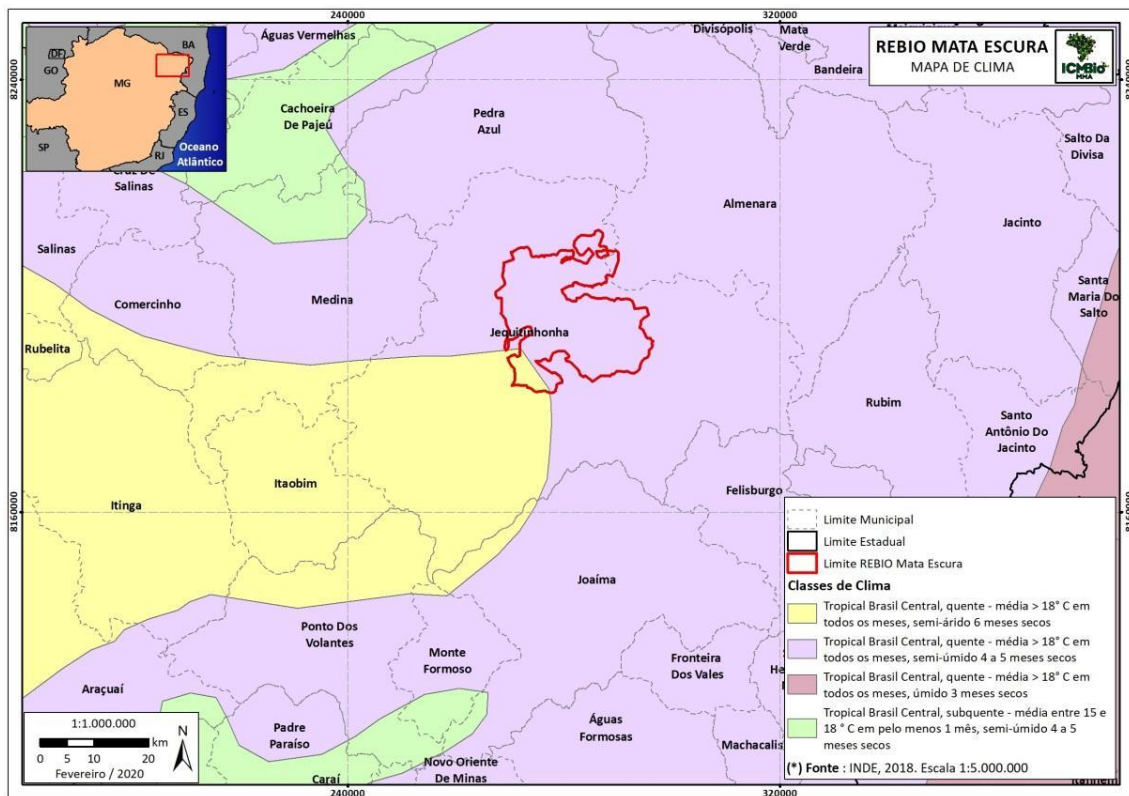 240000
320000
REBIO MATA ESCURA
MAPA DE CLIMA
ICMBio
MMA
BA
DF
GO
MG
ES
SP
RJ
Oceano
Atlântico
Águas Vermelhas
Divisópolis
Mata
Verde
Bandeira
8240000
Cachoeira
De Pajeú
Pedra
Azul
Salto Da
Divisa
Salinas
Almenara
Jacinto
Salinas
Comercinho
Medina
Santa
Maria Do
Salto
Jequitinhonha
Rubelita
Rubim
Santo
Antônio Do
Jacinto
Itaobim
Itinga
Felisburgo
8160000
8160000
Joaíma
Ponto Dos
Volantes
Monte
Formoso
Fronteira
Dos Vales
Araçuaí
Padre
Paraíso
Águas
Formosas
Machacalis
Novo Oriente
De Minas
Caraí
Limite Municipal
Limite Estadual
Limite REBIO Mata Escura
Classes de Clima
Tropical Brasil Central, quente - média > 18° C em
todos os meses, semi-árido 6 meses secos
Tropical Brasil Central, quente - média > 18° C em
todos os meses, semi-úmido 4 a 5 meses secos
Tropical Brasil Central, quente - média > 18° C em
todos os meses, úmido 3 meses secos
Tropical Brasil Central, subquente - média entre 15 e
18 ° C em pelo menos 1 mês, semi-úmido 4 a 5
meses secos
(*) Fonte : INDE, 2018. Escala 1:5.000.000
1:1.000.000
N
km
0 5 10 20
Fevereiro / 2020
240000
320000